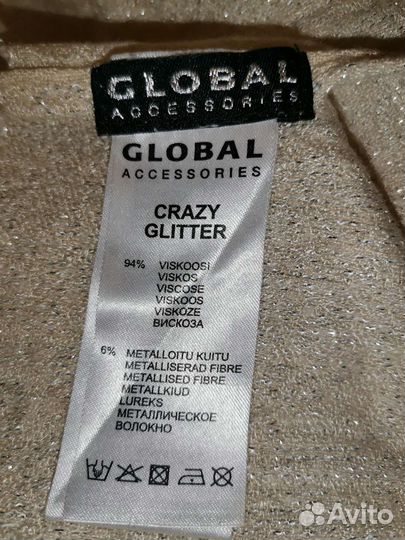 GLOBAL
ACCESSORIES
GLOBAL
ACCESSORIES
CRAZY
GLITTER
94% VISKOOSI
VISKOS
VISCOSE
VISKOOS
VISKOZE
ВИСКОЗА
6% METALLOITU KUITU
METALLISERAD FIBRE
METALLISED FIBRE
METALLKIUD
LUREKS
МЕТАЛЛИЧЕСКОЕ
ВОЛОКНО
Avito